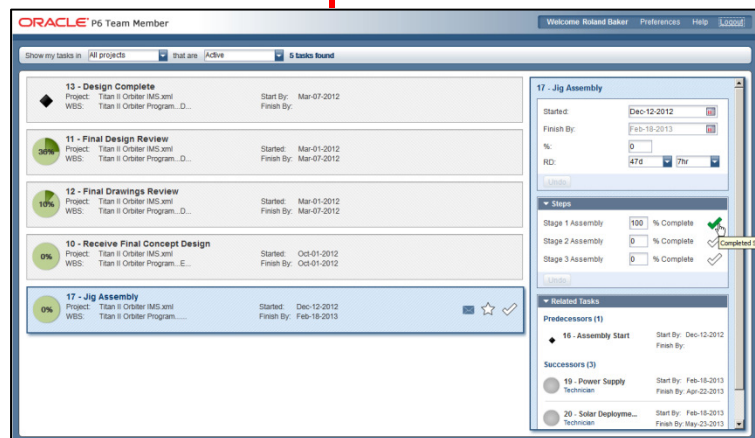 ORACLE P6 Team Member
Welcome Roland Baker Preferences Help Logout
Show my tasks in All projects that are Active 5 tasks found
13 - Design Complete
Project: Titan II Orbiter IMS.xml Start By: Mar-07-2012
WBS: Titan II Orbiter Program...D... Finish By:
36%
11 - Final Design Review
Project: Titan II Orbiter IMS.xml Started: Mar-01-2012
WBS: Titan II Orbiter Program...D... Finish By: Mar-07-2012
10%
12 - Final Drawings Review
Project: Titan II Orbiter IMS.xml Started: Mar-01-2012
WBS: Titan II Orbiter Program...D... Finish By: Mar-07-2012
0%
10 - Receive Final Concept Design
Project: Titan II Orbiter IMS.xml Started: Oct-01-2012
WBS: Titan II Orbiter Program...E... Finish By: Oct-01-2012
0%
17 - Jig Assembly
Project: Titan II Orbiter IMS.xml Started: Dec-12-2012
WBS: Titan II Orbiter Program...... Finish By: Feb-18-2013
17 - Jig Assembly
Started: Dec-12-2012
Finish By: Feb-18-2013
%: 0
RD: 47d 7hr
Undo
Steps
Stage 1 Assembly 100 % Complete
Completed S
Stage 2 Assembly 0 % Complete
Stage 3 Assembly 0 % Complete
Undo
Related Tasks
Predecessors (1)
16 - Assembly Start Start By: Dec-12-2012
Finish By:
Successors (3)
19 - Power Supply Start By: Feb-18-2013
Technician Finish By: Apr-22-2013
20 - Solar Deployme... Start By: Feb-18-2013
Technician Finish By: May-23-2013